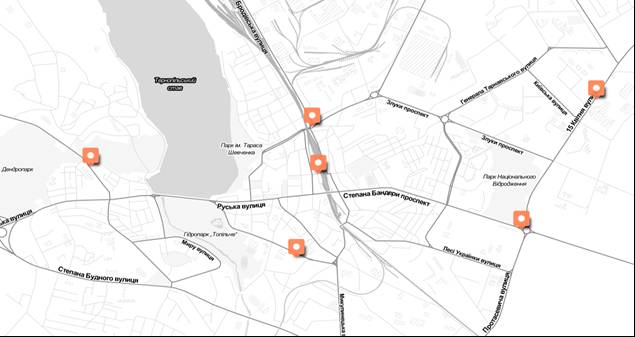 Бродівська вулиця
Тернопільський
став
Генерала Тарнавського вулиця
Київська вулиця
15 Квітня вули
Злуки проспект
Злуки проспект
Парк ім. Тараса
Шевченка
Дендропарк
Парк Національного
Відродження
Степана Бандери проспект
Руська вулиця
ська вулиця
Гідропарк „Топільче“
Миру вулиця
Лесі Українки вулиця
Степана Будного вулиця
Микулинецька в
Протасевича вулиця